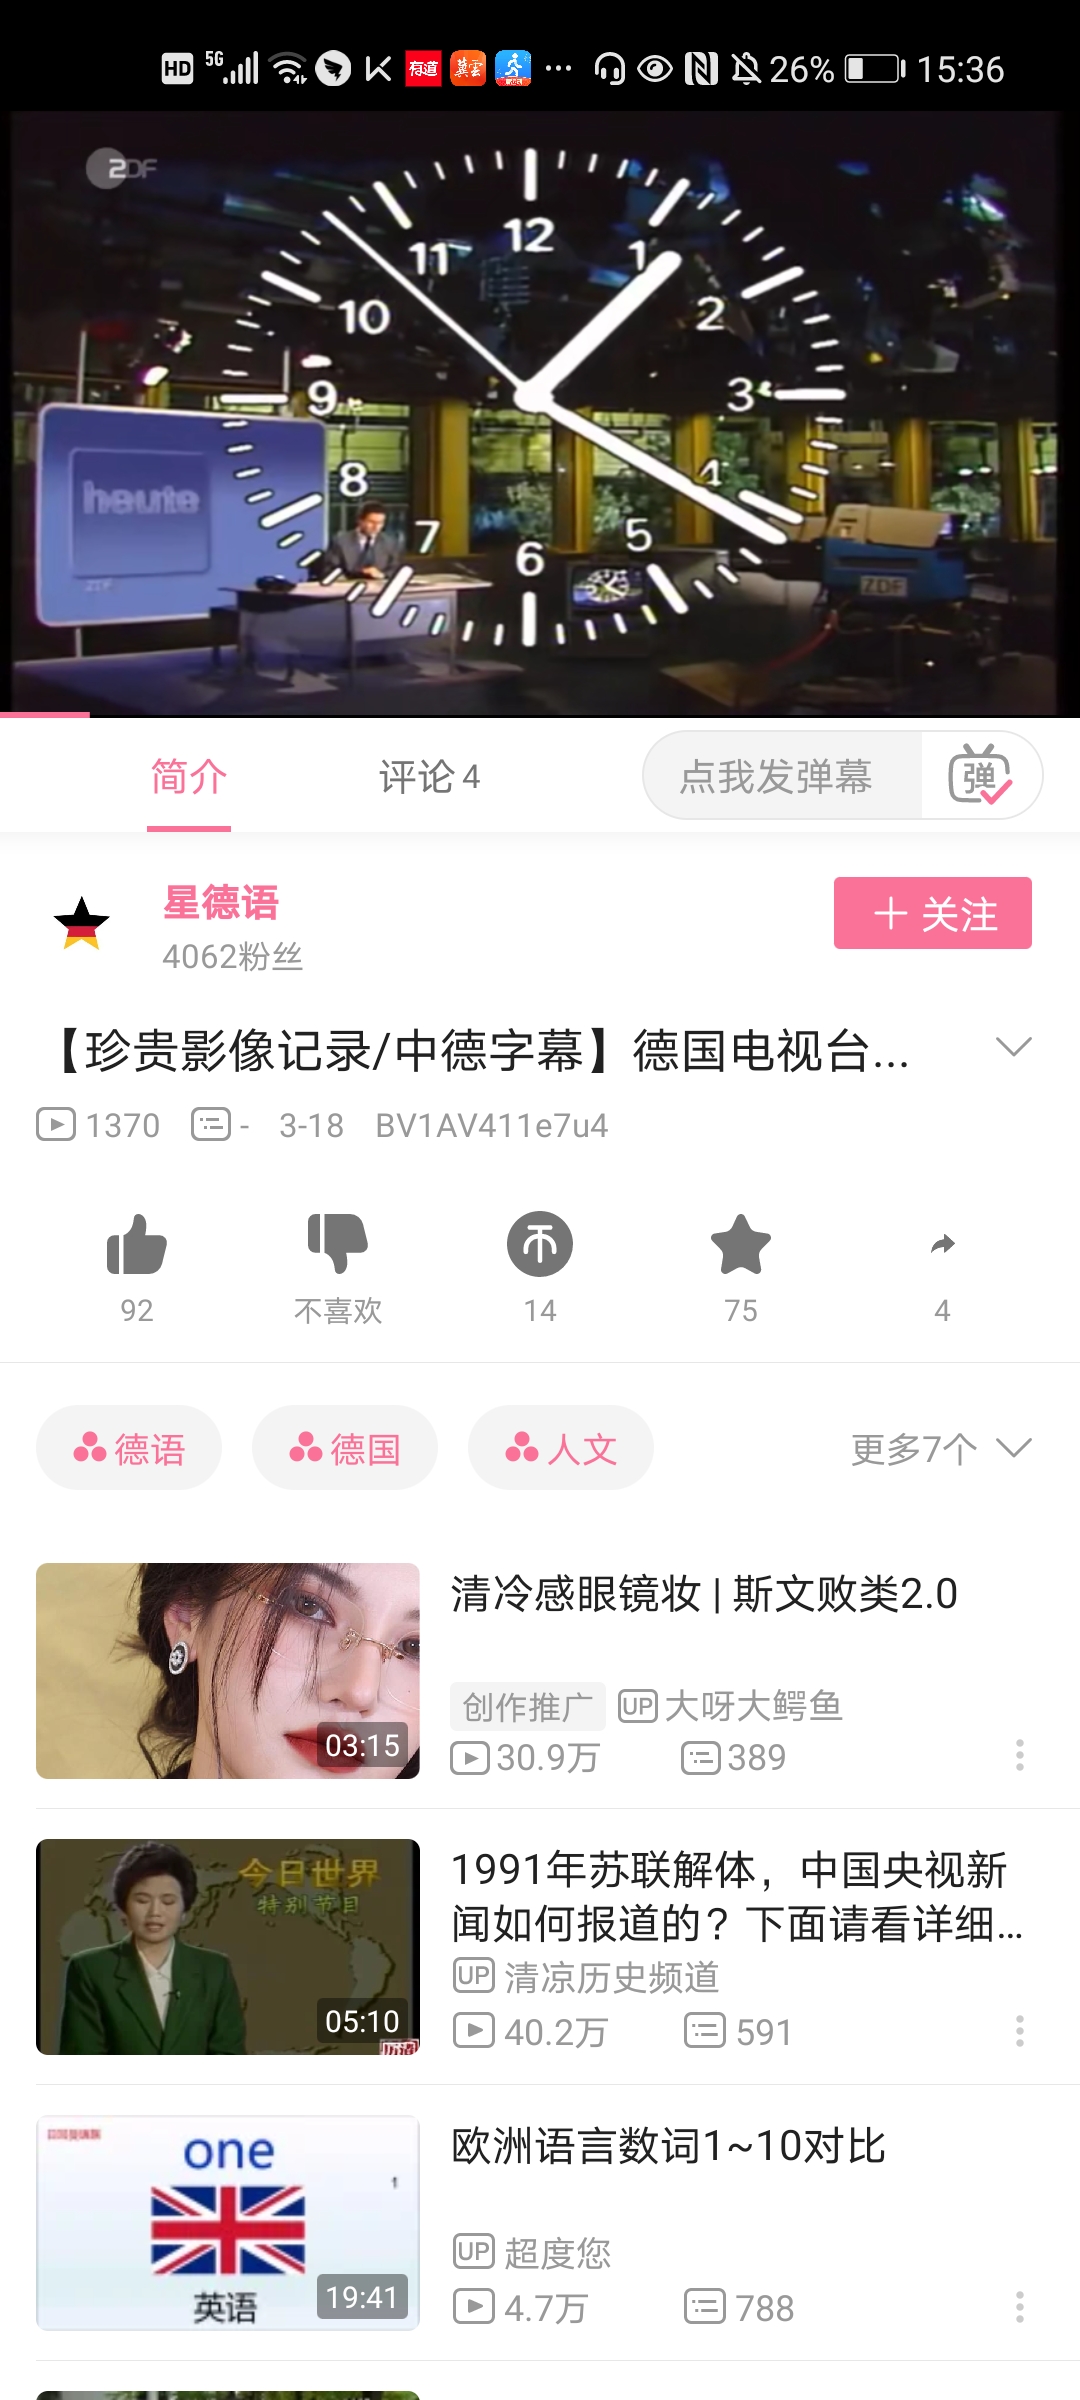 HD 5G 有道 冀云 26% 15:36
ZDF
12
11 1
10 2
9 3
8 4
7 5
6
heute
ZDF
ZDF
简介 评论 4 点我发弹幕 弹
星德语
4062粉丝
关注
【珍贵影像记录/中德字幕】德国电视台...
1370 - 3-18 BV1AV411e7u4
92 不喜欢 14 75 4
德语 德国 人文 更多7个
清冷感眼镜妆 | 斯文败类2.0
03:15
创作推广 UP 大呀大鳄鱼
30.9万 389
今日世界
特别节目
05:10
1991年苏联解体，中国央视新
闻如何报道的？下面请看详细...
UP 清凉历史频道
40.2万 591
one
1
英语
19:41
欧洲语言数词1~10对比
UP 超度您
4.7万 788